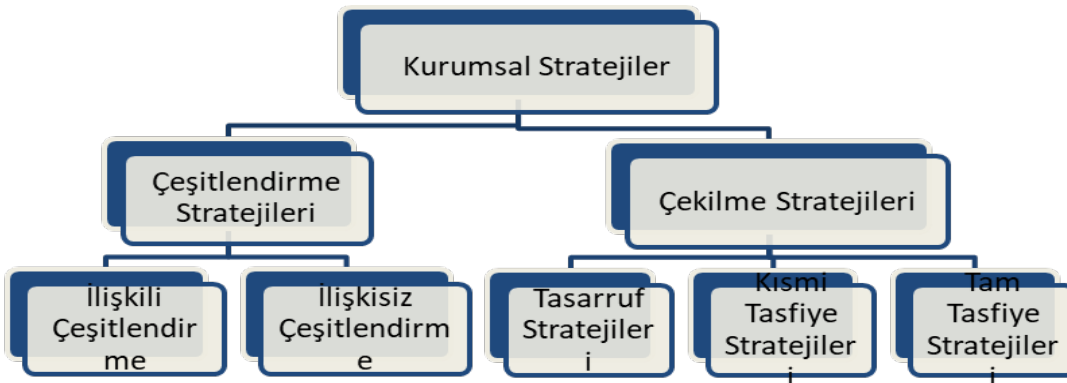 Kurumsal Stratejiler
Çeşitlendirme
Stratejileri
Çekilme Stratejileri
İlişkili
Çeşitlendir
me
İlişkisiz
Çeşitlendirm
e
Tasarruf
Stratejiler
i
Kısmi
Tasfiye
Stratejiler
i
Tam
Tasfiye
Stratejiler
i